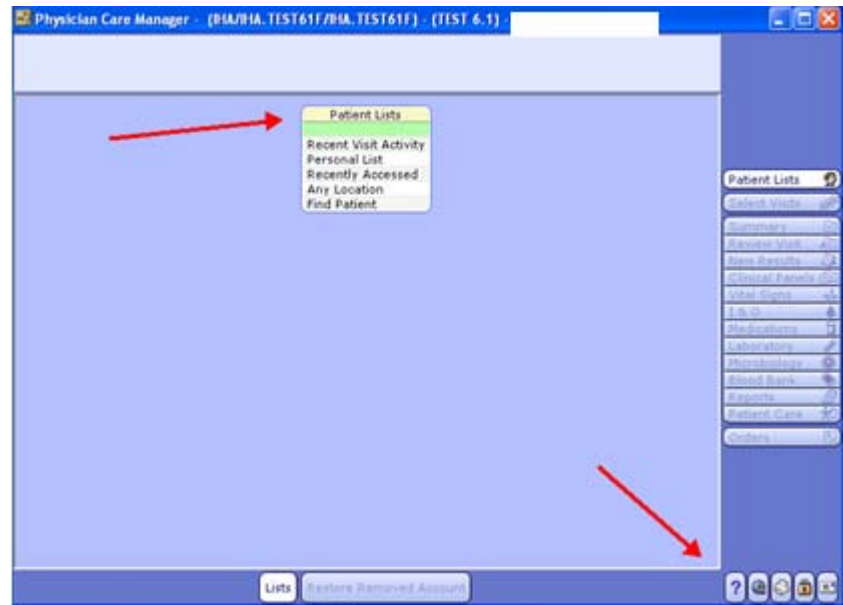 Physician Care Manager - (IHA/IHA.TEST61F/IHA.TEST61F) - (TEST 6.1) -
Patient Lists
Recent Visit Activity
Personal List
Recently Accessed
Any Location
Find Patient
Patient Lists
Select Visits
Summary
Review Visit
New Results
Clinical Panels
Vital Signs
I & O
Medications
Laboratory
Microbiology
Blood Bank
Reports
Patient Care
Orders
Lists
Restore Removed Account
?